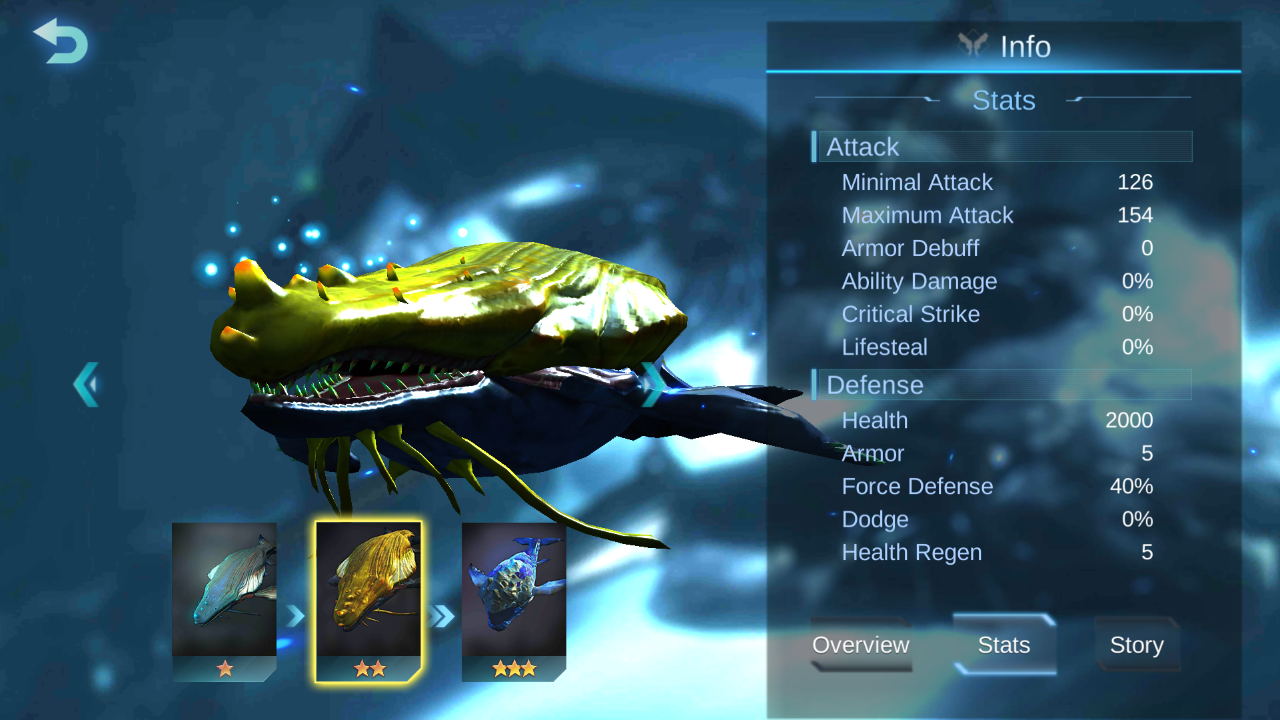 Info
Stats
Attack
Minimal Attack 126
Maximum Attack 154
Armor Debuff 0
Ability Damage 0%
Critical Strike 0%
Lifesteal 0%
Defense
Health 2000
Armor 5
Force Defense 40%
Dodge 0%
Health Regen 5
Overview Stats Story